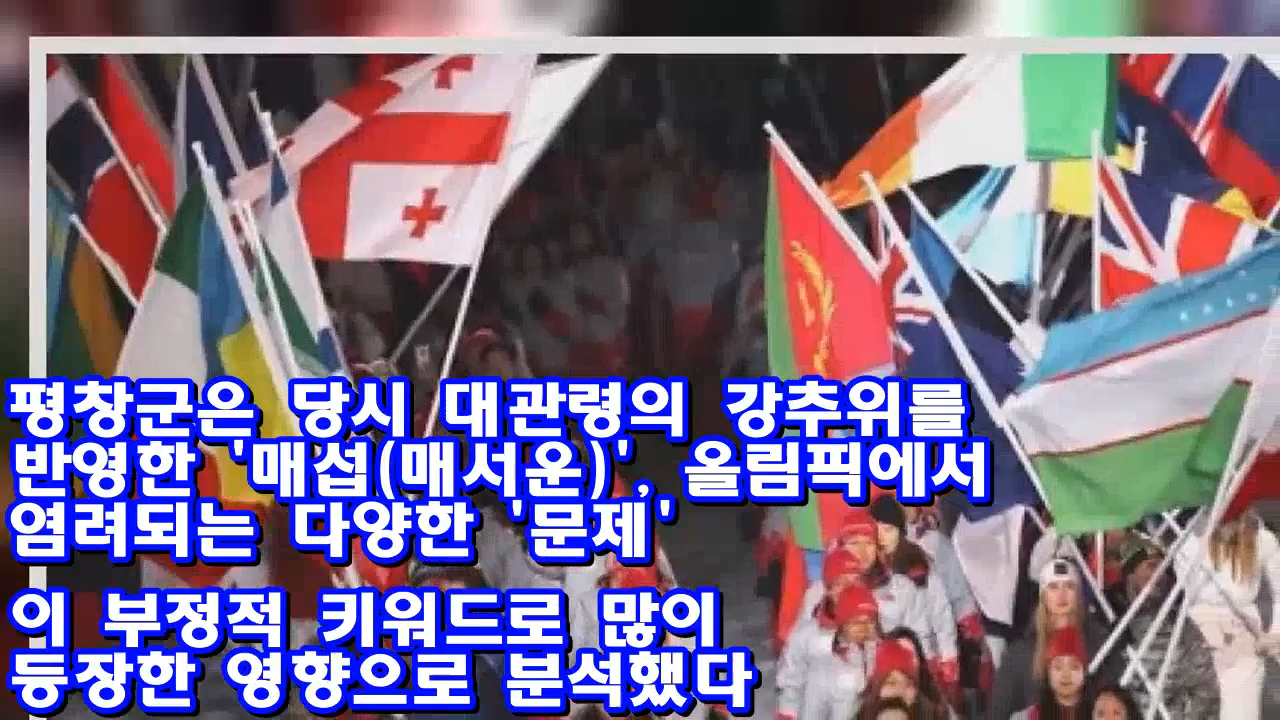 평창군은 당시 대관령의 강추위를
반영한 '매섭(매서운)', 올림픽에서
염려되는 다양한 '문제'
이 부정적 키워드로 많이
등장한 영향으로 분석했다